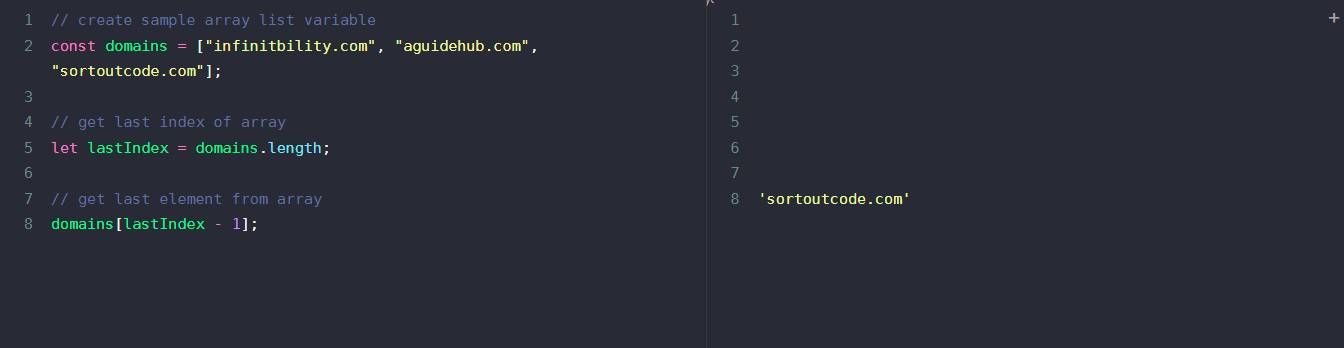 1 // create sample array list variable
2 const domains = ["infinitbility.com", "aguidehub.com",
"sortoutcode.com"];
3
4 // get last index of array
5 let lastIndex = domains.length;
6
7 // get last element from array
8 domains[lastIndex - 1];
1
2
3
4
5
6
7
8 'sortoutcode.com'
+